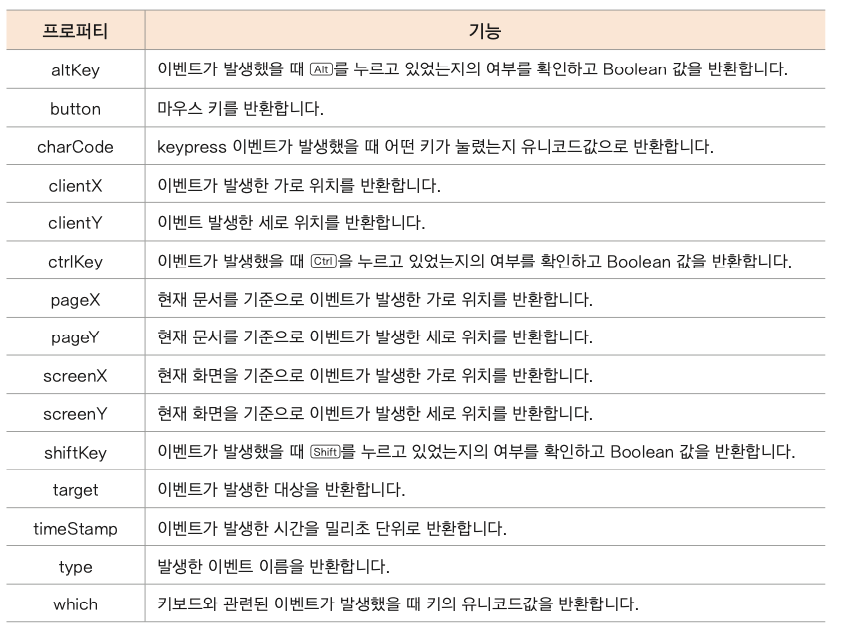 프로퍼티 기능
altKey 이벤트가 발생했을 때 Alt를 누르고 있었는지의 여부를 확인하고 Boolean 값을 반환합니다.
button 마우스 키를 반환합니다.
charCode keypress 이벤트가 발생했을 때 어떤 키가 눌렸는지 유니코드값으로 반환합니다.
clientX 이벤트가 발생한 가로 위치를 반환합니다.
clientY 이벤트 발생한 세로 위치를 반환합니다.
ctrlKey 이벤트가 발생했을 때 Ctrl을 누르고 있었는지의 여부를 확인하고 Boolean 값을 반환합니다.
pageX 현재 문서를 기준으로 이벤트가 발생한 가로 위치를 반환합니다.
pageY 현재 문서를 기준으로 이벤트가 발생한 세로 위치를 반환합니다.
screenX 현재 화면을 기준으로 이벤트가 발생한 가로 위치를 반환합니다.
screenY 현재 화면을 기준으로 이벤트가 발생한 세로 위치를 반환합니다.
shiftKey 이벤트가 발생했을 때 Shift를 누르고 있었는지의 여부를 확인하고 Boolean 값을 반환합니다.
target 이벤트가 발생한 대상을 반환합니다.
timeStamp 이벤트가 발생한 시간을 밀리초 단위로 반환합니다.
type 발생한 이벤트 이름을 반환합니다.
which 키보드와 관련된 이벤트가 발생했을 때 키의 유니코드값을 반환합니다.